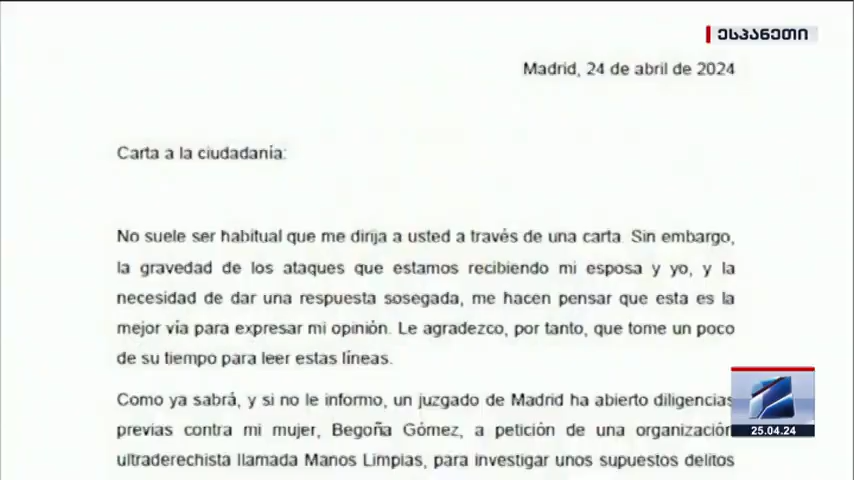 ესპანეთი
Madrid, 24 de abril de 2024
Carta a la ciudadanía:
No suele ser habitual que me dirija a usted a través de una carta. Sin embargo,
la gravedad de los ataques que estamos recibiendo mi esposa y yo, y la
necesidad de dar una respuesta sosegada, me hacen pensar que esta es la
mejor vía para expresar mi opinión. Le agradezco, por tanto, que tome un poco
de su tiempo para leer estas líneas.
Como ya sabrá, y si no le informo, un juzgado de Madrid ha abierto diligencias
previas contra mi mujer, Begoña Gómez, a petición de una organización
ultraderechista llamada Manos Limpias, para investigar unos supuestos delitos
25.04.24